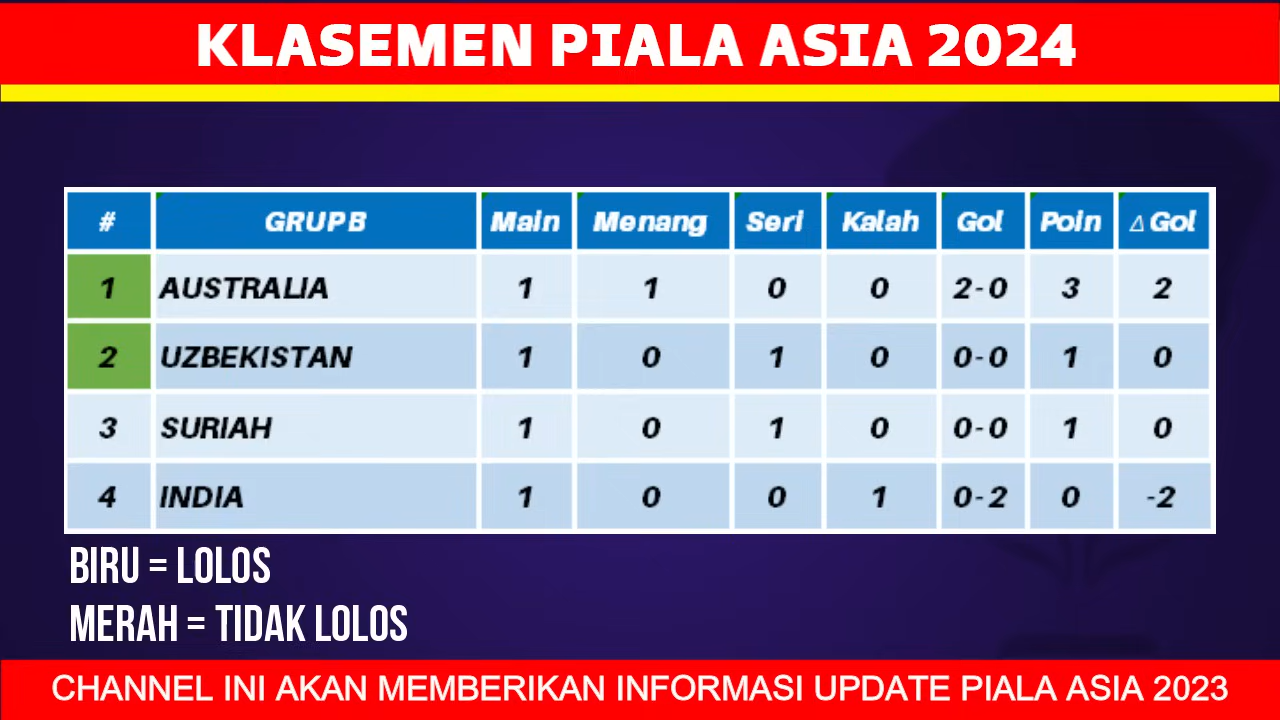 KLASEMEN PIALA ASIA 2024
# GRUP B Main Menang Seri Kalah Gol Poin △ Gol
1 AUSTRALIA 1 1 0 0 2-0 3 2
2 UZBEKISTAN 1 0 1 0 0-0 1 0
3 SURIAH 1 0 1 0 0-0 1 0
4 INDIA 1 0 0 1 0-2 0 -2
BIRU = LOLOS
MERAH = TIDAK LOLOS
CHANNEL INI AKAN MEMBERIKAN INFORMASI UPDATE PIALA ASIA 2023